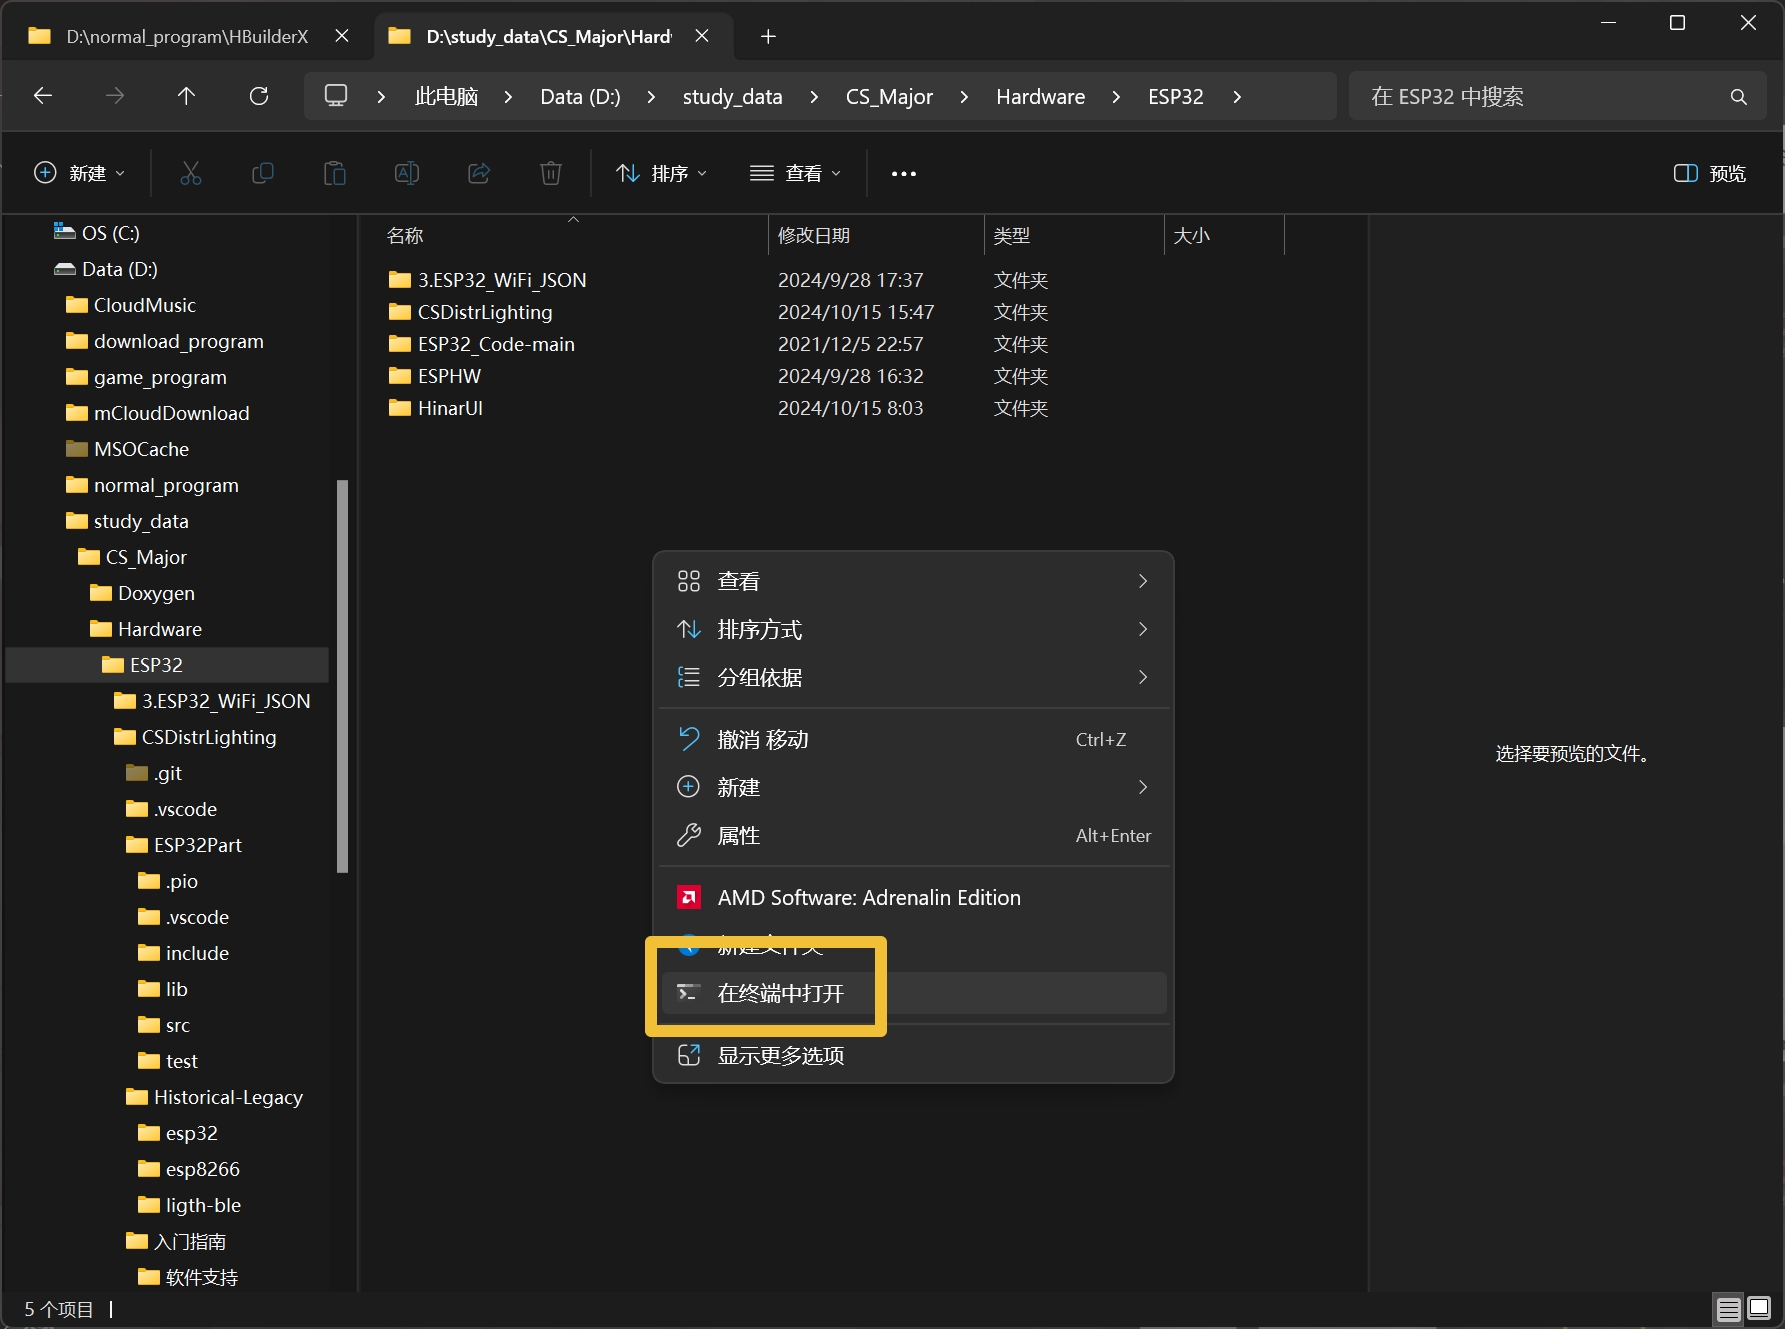 D:\normal_program\HBuilderX
D:\study_data\CS_Major\Hard
此电脑 Data (D:) study_data CS_Major Hardware ESP32
在 ESP32 中搜索
新建 排序 查看 预览
OS (C:)
Data (D:)
CloudMusic
download_program
game_program
mCloudDownload
MSOCache
normal_program
study_data
CS_Major
Doxygen
Hardware
ESP32
3.ESP32_WiFi_JSON
CSDistrLighting
.git
.vscode
ESP32Part
.pio
.vscode
include
lib
src
test
Historical-Legacy
esp32
esp8266
ligth-ble
入门指南
软件支持
名称 修改日期 类型 大小
3.ESP32_WiFi_JSON 2024/9/28 17:37 文件夹
CSDistrLighting 2024/10/15 15:47 文件夹
ESP32_Code-main 2021/12/5 22:57 文件夹
ESPHW 2024/9/28 16:32 文件夹
HinarUI 2024/10/15 8:03 文件夹
查看
排序方式
分组依据
撤消 移动 Ctrl+Z
新建
属性 Alt+Enter
AMD Software: Adrenalin Edition
新建文件夹
在终端中打开
显示更多选项
选择要预览的文件。
5 个项目